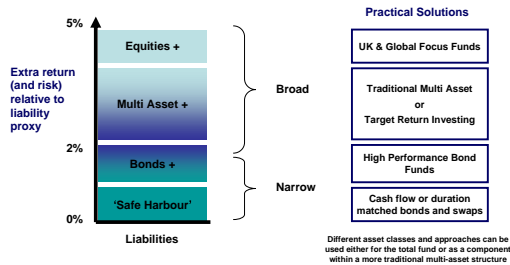 Practical Solutions
5%
Equities +
UK & Global Focus Funds
Extra return
(and risk)
relative to
liability
proxy
Multi Asset +
Broad
Traditional Multi Asset
or
Target Return Investing
2%
Bonds +
High Performance Bond
Funds
Narrow
‘Safe Harbour’
Cash flow or duration
matched bonds and swaps
0%
Liabilities
Different asset classes and approaches can be
used either for the total fund or as a component
within a more traditional multi-asset structure